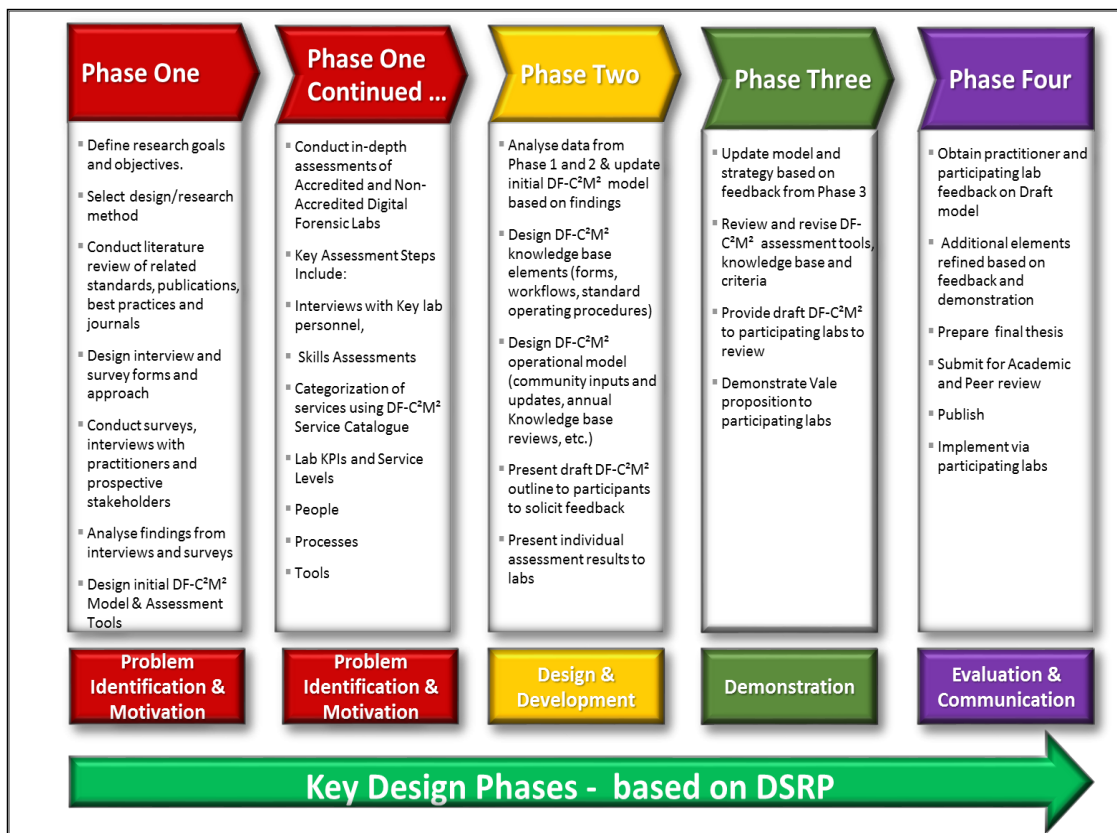 Phase One
▪ Define research goals
and objectives.
▪ Select design/research
method
▪ Conduct literature
review of related
standards, publications,
best practices and
journals
▪ Design interview and
survey forms and
approach
▪ Conduct surveys,
interviews with
practitioners and
prospective
stakeholders
▪ Analyse findings from
interviews and surveys
▪ Design initial DF-C²M²
Model & Assessment
Tools
Problem
Identification &
Motivation
Phase One
Continued ...
▪ Conduct in-depth
assessments of
Accredited and Non-
Accredited Digital
Forensic Labs
▪ Key Assessment Steps
Include:
▪ Interviews with Key lab
personnel,
▪ Skills Assessments
▪ Categorization of
services using DF-C²M²
Service Catalogue
▪ Lab KPIs and Service
Levels
▪ People
▪ Processes
▪ Tools
Problem
Identification &
Motivation
Phase Two
▪ Analyse data from
Phase 1 and 2 & update
initial DF-C²M² model
based on findings
▪ Design DF-C²M²
knowledge base
elements (forms,
workflows, standard
operating procedures)
▪ Design DF-C²M²
operational model
(community inputs and
updates, annual
Knowledge base
reviews, etc.)
▪ Present draft DF-C²M²
outline to participants
to solicit feedback
▪ Present individual
assessment results to
labs
Design &
Development
Phase Three
▪ Update model and
strategy based on
feedback from Phase 3
▪ Review and revise DF-
C²M² assessment tools,
knowledge base and
criteria
▪ Provide draft DF-C²M²
to participating labs to
review
▪ Demonstrate Vale
proposition to
participating labs
Demonstration
Phase Four
▪ Obtain practitioner and
participating lab
feedback on Draft
model
▪ Additional elements
refined based on
feedback and
demonstration
▪ Prepare final thesis
▪ Submit for Academic
and Peer review
▪ Publish
▪ Implement via
participating labs
Evaluation &
Communication
Key Design Phases - based on DSRP